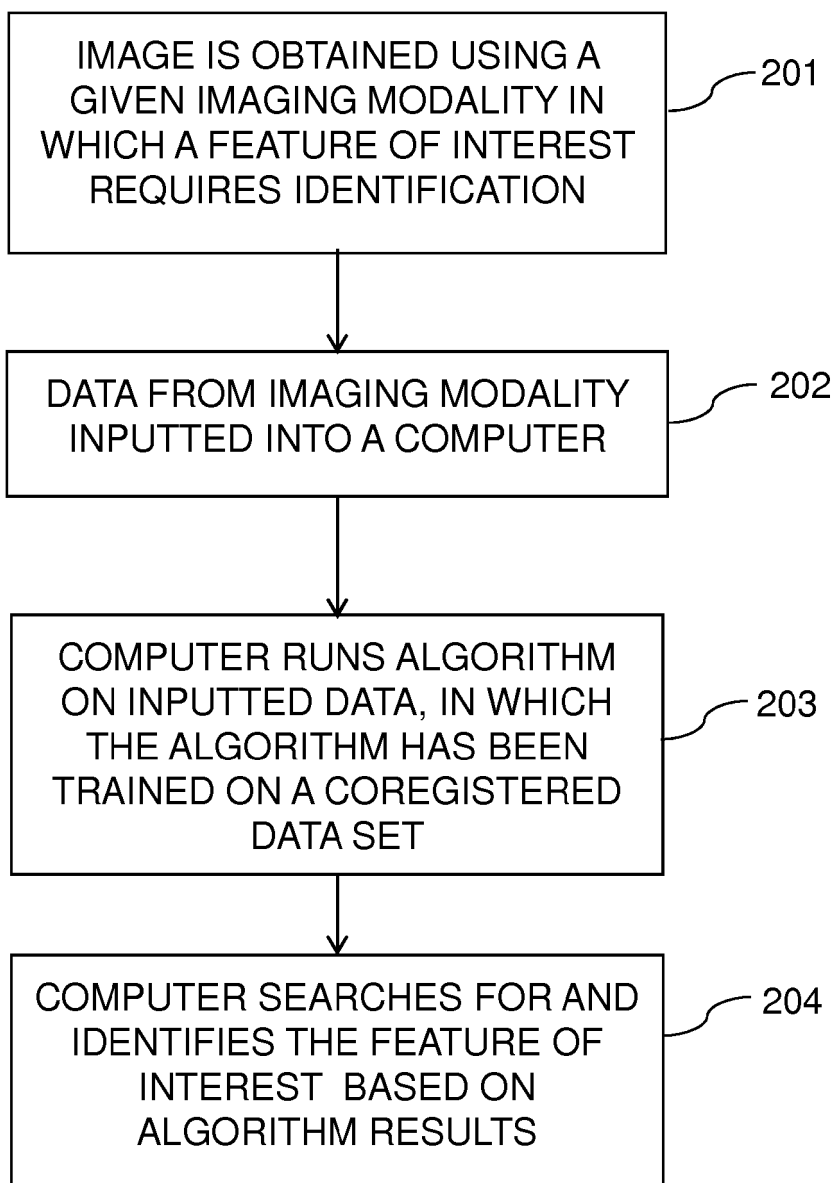 IMAGE IS OBTAINED USING A
GIVEN IMAGING MODALITY IN
WHICH A FEATURE OF INTEREST
REQUIRES IDENTIFICATION
201
DATA FROM IMAGING MODALITY
INPUTTED INTO A COMPUTER
202
COMPUTER RUNS ALGORITHM
ON INPUTTED DATA, IN WHICH
THE ALGORITHM HAS BEEN
TRAINED ON A COREGISTERED
DATA SET
203
COMPUTER SEARCHES FOR AND
IDENTIFIES THE FEATURE OF
INTEREST BASED ON
ALGORITHM RESULTS
204